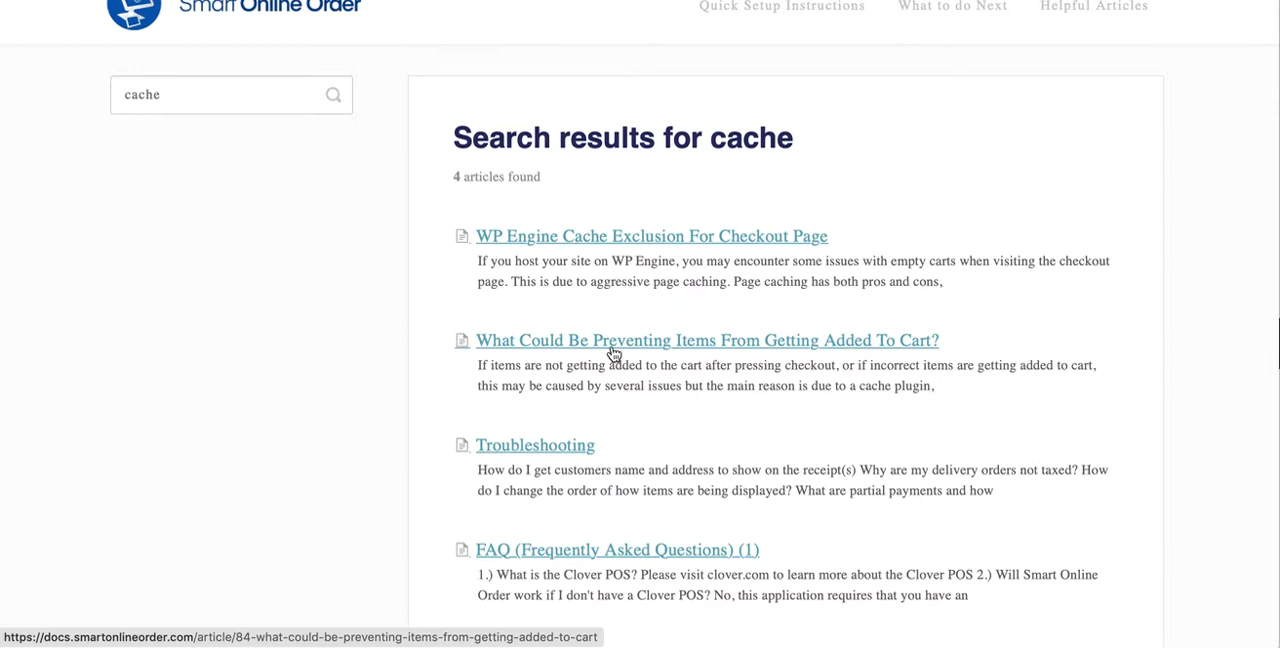 Smart Online Order
Quick Setup Instructions
What to do Next
Helpful Articles
cache
Search results for cache
4 articles found
WP Engine Cache Exclusion For Checkout Page
If you host your site on WP Engine, you may encounter some issues with empty carts when visiting the checkout
page. This is due to aggressive page caching. Page caching has both pros and cons,
What Could Be Preventing Items From Getting Added To Cart?
If items are not getting added to the cart after pressing checkout, or if incorrect items are getting added to cart,
this may be caused by several issues but the main reason is due to a cache plugin,
Troubleshooting
How do I get customers name and address to show on the receipt(s) Why are my delivery orders not taxed? How
do I change the order of how items are being displayed? What are partial payments and how
FAQ (Frequently Asked Questions) (1)
1.) What is the Clover POS? Please visit clover.com to learn more about the Clover POS 2.) Will Smart Online
Order work if I don't have a Clover POS? No, this application requires that you have an
https://docs.smartonlineorder.com/article/84-what-could-be-preventing-items-from-getting-added-to-cart